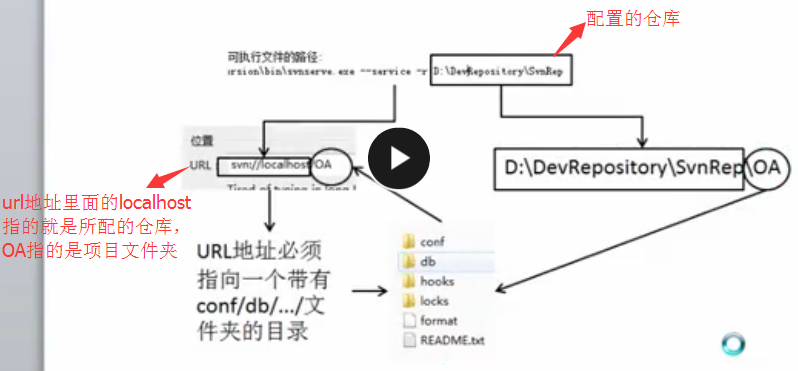 配置的仓库
可执行文件的路径:
ursion\bin\svnserve.exe --service -r D:\DevRepository\SvnRep
位置
URL
svn://localhost/OA
D:\DevRepository\SvnRep\OA
url地址里面的localhost
指的就是所配的仓库,
OA指的是项目文件夹
URL地址必须
指向一个带有
conf/db/.../文
件夹的目录
conf
db
hooks
locks
format
README.txt